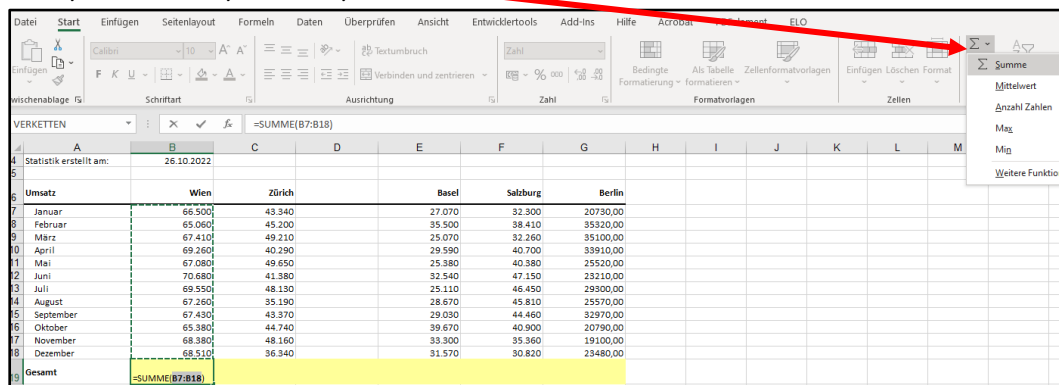 Datei Start Einfügen Seitenlayout Formeln Daten Überprüfen Ansicht Entwicklertools Add-Ins Hilfe ELO
Calibri 10 A A Textumbruch Zahl
Einfügen F K U A Verbinden und zentrieren % 000 Bedingte Formatierung Als Tabelle formatieren Zellenformatvorlagen Einfügen Löschen Format
wischenablage Schriftart Ausrichtung Zahl Formatvorlagen Zellen
Σ Summe
Mittelwert
Anzahl Zahlen
Max
Min
Weitere Funktio
VERKETTEN fx =SUMME(B7:B18)
A B C D E F G H I J K L M
4 Statistik erstellt am: 26.10.2022
5
6 Umsatz Wien Zürich Basel Salzburg Berlin
7 Januar 66.500 43.340 27.070 32.300 20730,00
8 Februar 65.060 45.200 35.500 38.410 35320,00
9 März 67.410 49.210 25.070 32.260 35100,00
10 April 69.260 40.290 29.590 40.700 33910,00
11 Mai 67.080 49.650 25.380 40.380 25520,00
12 Juni 70.680 41.380 32.540 47.150 23210,00
13 Juli 69.550 48.130 25.110 46.450 29300,00
14 August 67.260 35.190 28.670 45.810 25570,00
15 September 67.430 43.370 29.030 44.460 32970,00
16 Oktober 65.380 44.740 39.670 40.900 20790,00
17 November 68.380 48.160 33.300 35.360 19100,00
18 Dezember 68.510 36.340 31.570 30.820 23480,00
19 Gesamt =SUMME(B7:B18)